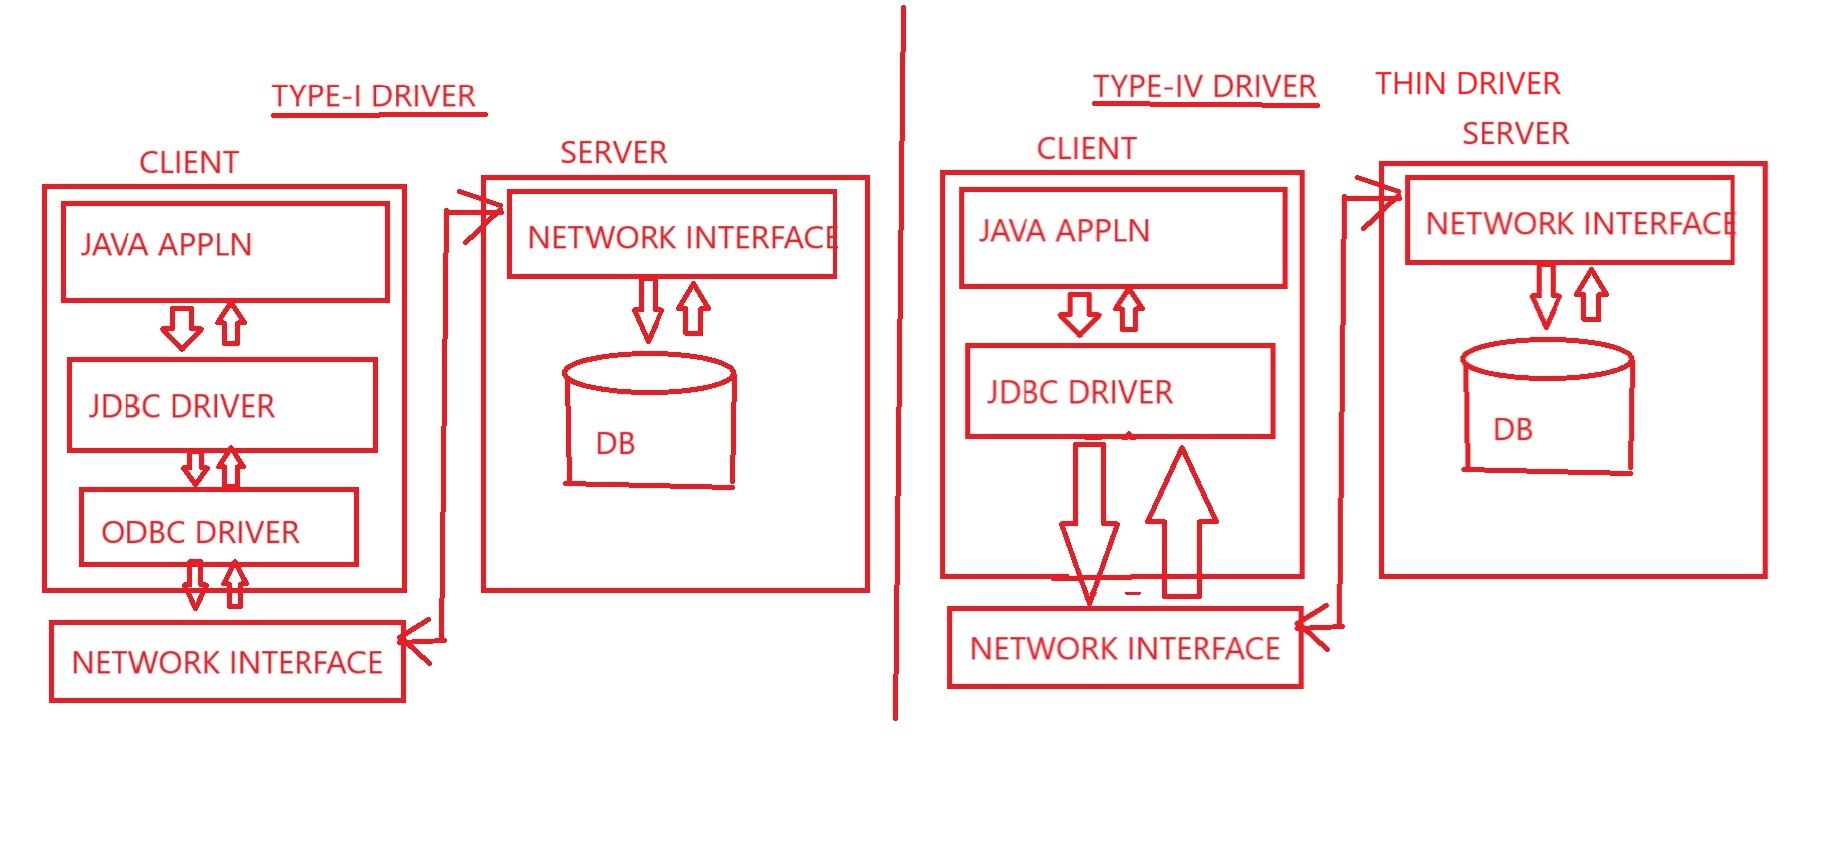 TYPE-I DRIVER
CLIENT
SERVER
JAVA APPLN
NETWORK INTERFACE
JDBC DRIVER
DB
ODBC DRIVER
NETWORK INTERFACE
TYPE-IV DRIVER
THIN DRIVER
CLIENT
SERVER
JAVA APPLN
NETWORK INTERFACE
JDBC DRIVER
DB
NETWORK INTERFACE